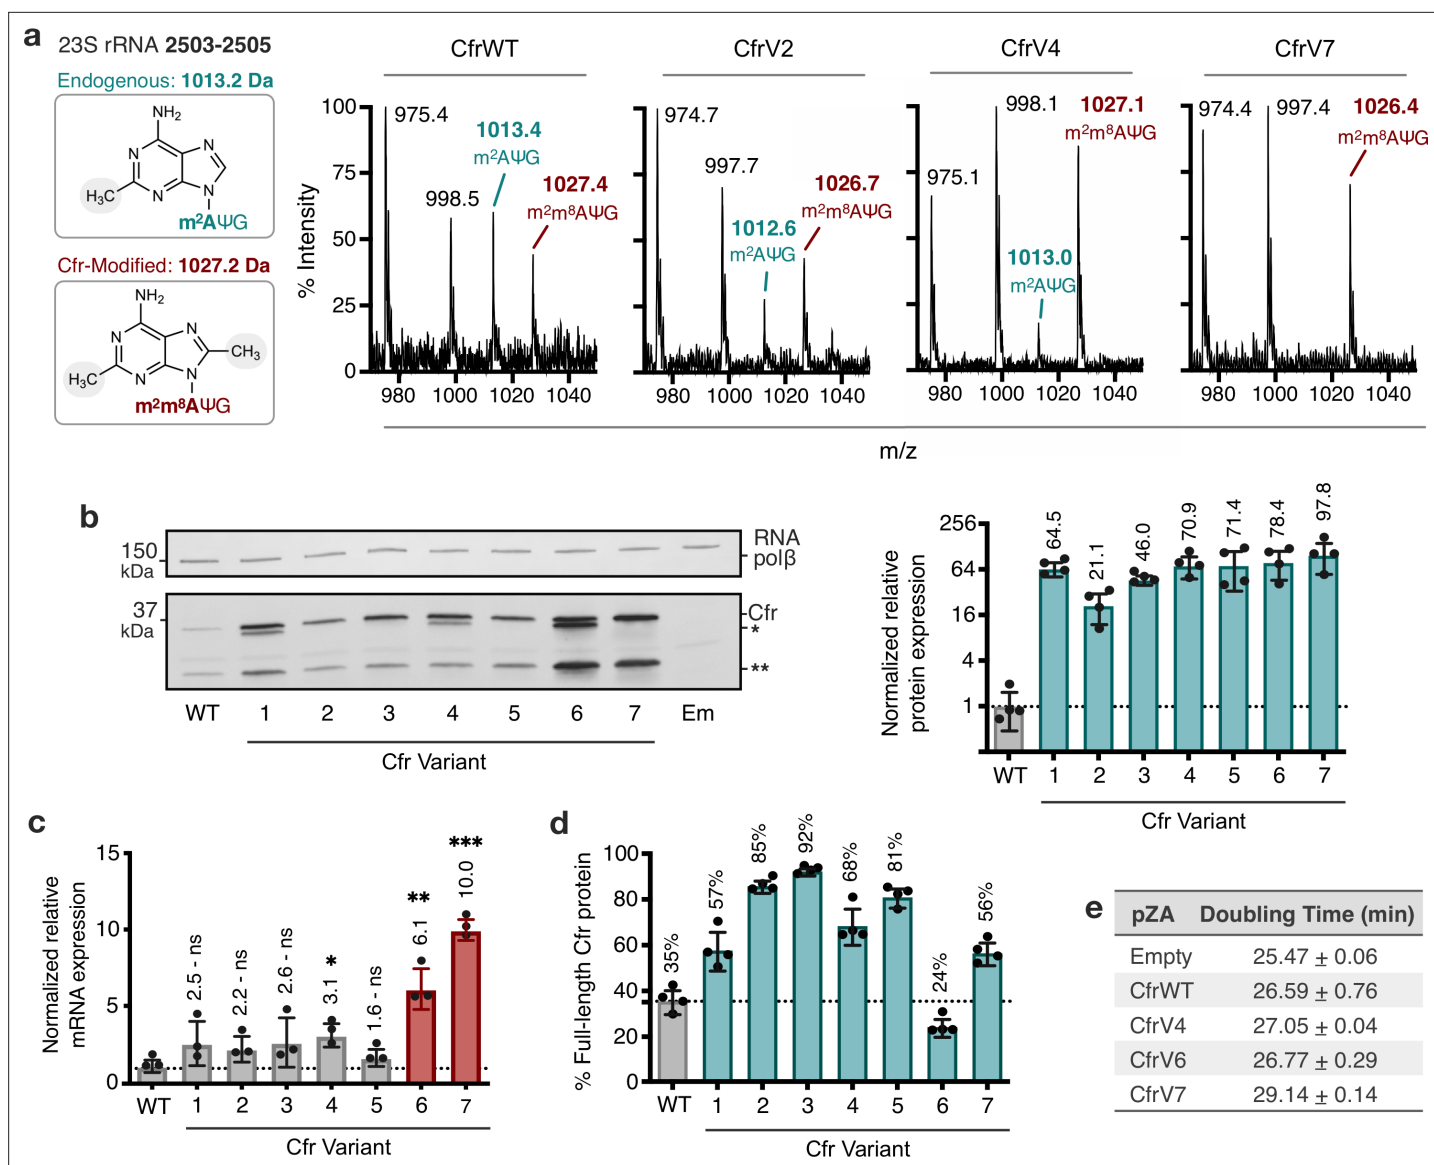 a
23S rRNA 2503-2505
Endogenous: 1013.2 Da
NH₂
N
N
N
N
H₃C
m²AΨG
Cfr-Modified: 1027.2 Da
NH₂
N
N
N
N
H₃C
CH₃
m²m⁸AΨG
CfrWT
CfrV2
CfrV4
CfrV7
% Intensity
100
75
50
25
0
975.4
998.5
1013.4
m²AΨG
1027.4
m²m⁸AΨG
980 1000 1020 1040
974.7
997.7
1012.6
m²AΨG
1026.7
m²m⁸AΨG
980 1000 1020 1040
975.1
998.1
1013.0
m²AΨG
1027.1
m²m⁸AΨG
980 1000 1020 1040
974.4
997.4
1026.4
m²m⁸AΨG
980 1000 1020 1040
m/z
b
150
kDa
RNA
polβ
37
kDa
Cfr
*
**
WT 1 2 3 4 5 6 7 Em
Cfr Variant
Normalized relative
protein expression
256
64
16
4
1
64.5
21.1
46.0
70.9
71.4
78.4
97.8
WT 1 2 3 4 5 6 7
Cfr Variant
c
Normalized relative
mRNA expression
15
10
5
0
2.5 - ns
2.2 - ns
2.6 - ns
3.1 *
1.6 - ns
6.1 **
10.0 ***
WT 1 2 3 4 5 6 7
Cfr Variant
d
% Full-length Cfr protein
100
80
60
40
20
0
35%
57%
85%
92%
68%
81%
24%
56%
WT 1 2 3 4 5 6 7
Cfr Variant
e
pZA Doubling Time (min)
Empty 25.47 ± 0.06
CfrWT 26.59 ± 0.76
CfrV4 27.05 ± 0.04
CfrV6 26.77 ± 0.29
CfrV7 29.14 ± 0.14